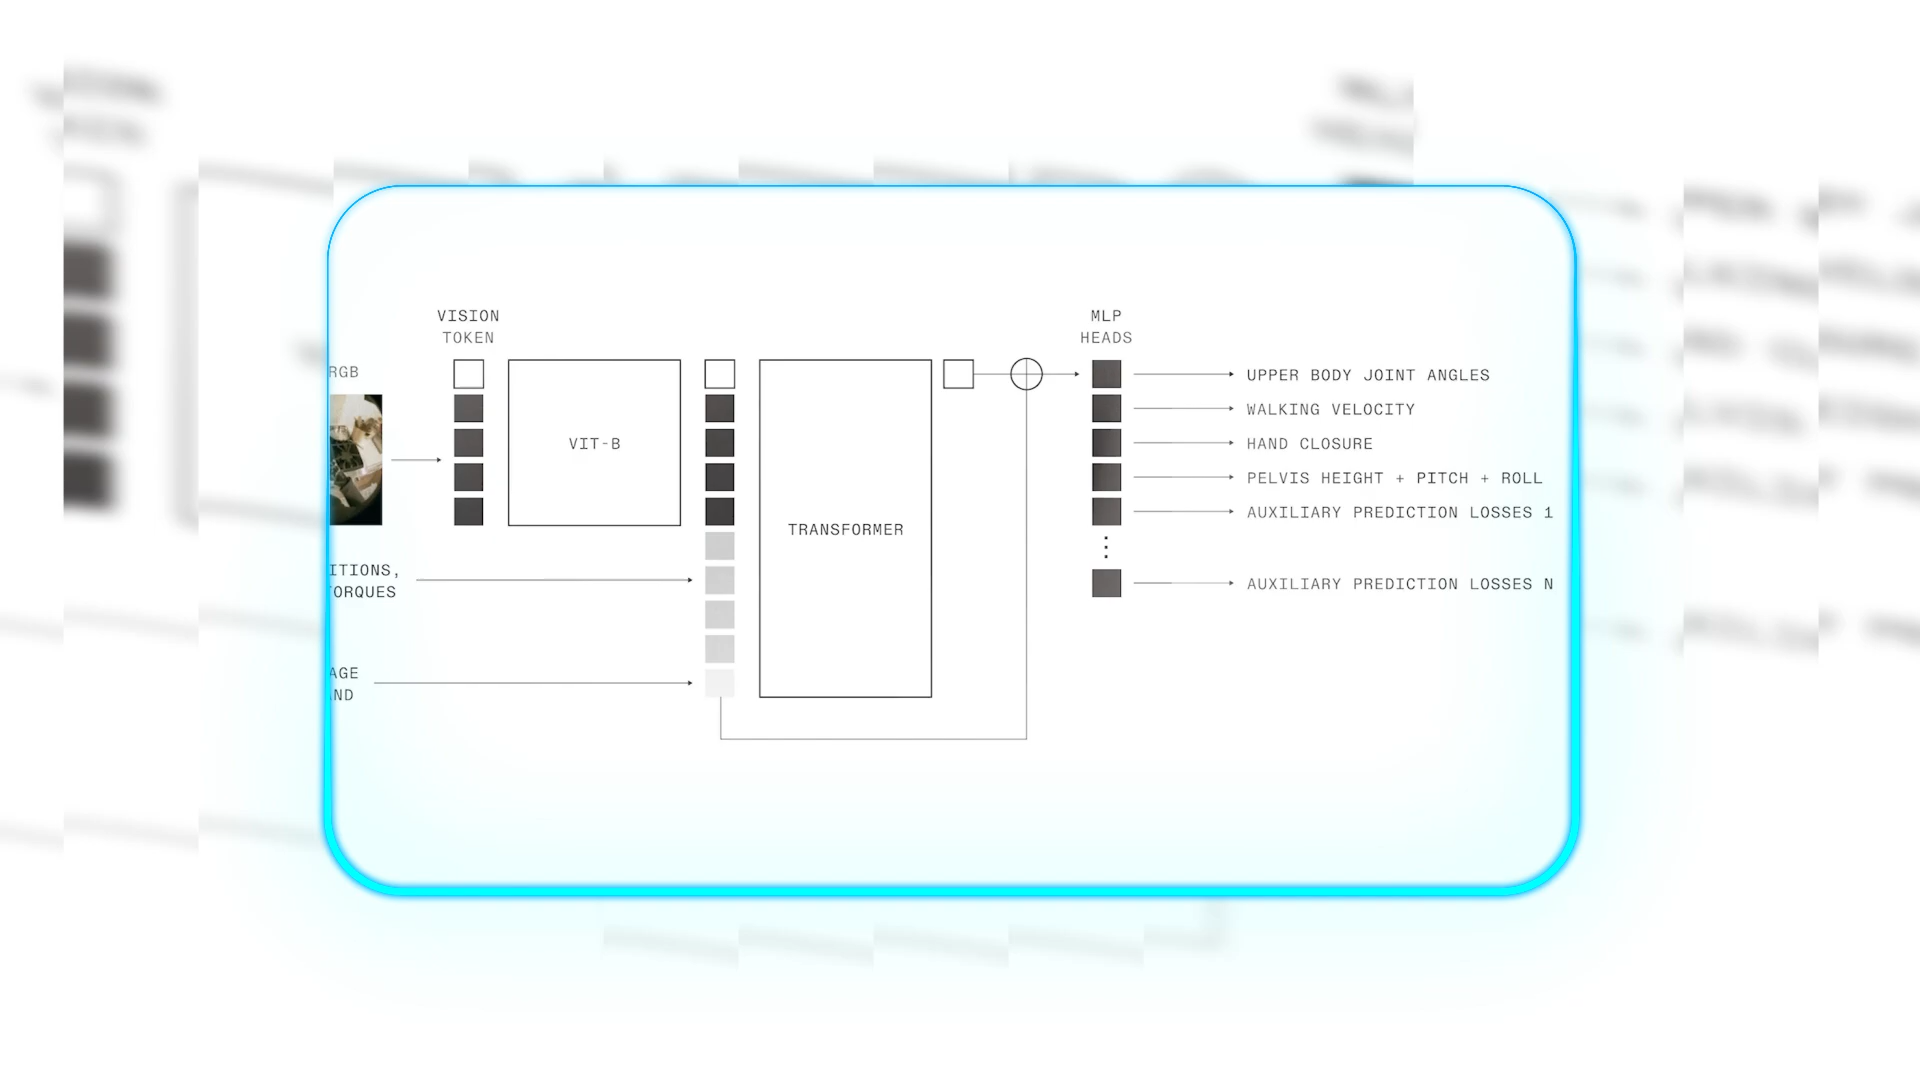 VISION
TOKEN
RGB
VIT-B
TRANSFORMER
MLP
HEADS
UPPER BODY JOINT ANGLES
WALKING VELOCITY
HAND CLOSURE
PELVIS HEIGHT + PITCH + ROLL
AUXILIARY PREDICTION LOSSES 1
AUXILIARY PREDICTION LOSSES N
ITIONS,
ORQUES
AGE
ND